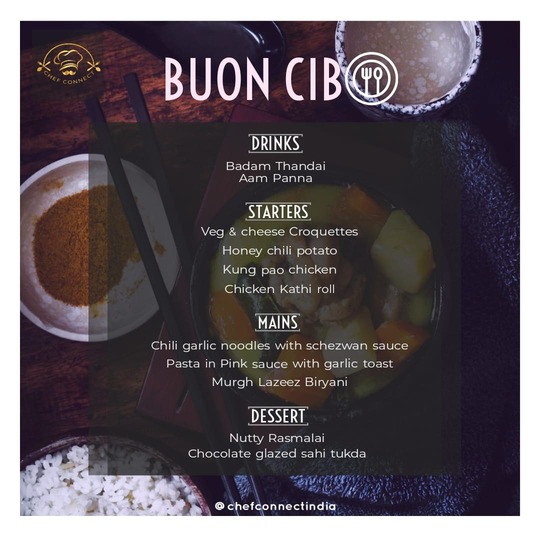 CHEF CONNECT
BUON CIBO
DRINKS
Badam Thandai
Aam Panna
STARTERS
Veg & cheese Croquettes
Honey chili potato
Kung pao chicken
Chicken Kathi roll
MAINS
Chili garlic noodles with schezwan sauce
Pasta in Pink sauce with garlic toast
Murgh Lazeez Biryani
DESSERT
Nutty Rasmalai
Chocolate glazed sahi tukda
@chefconnectindia